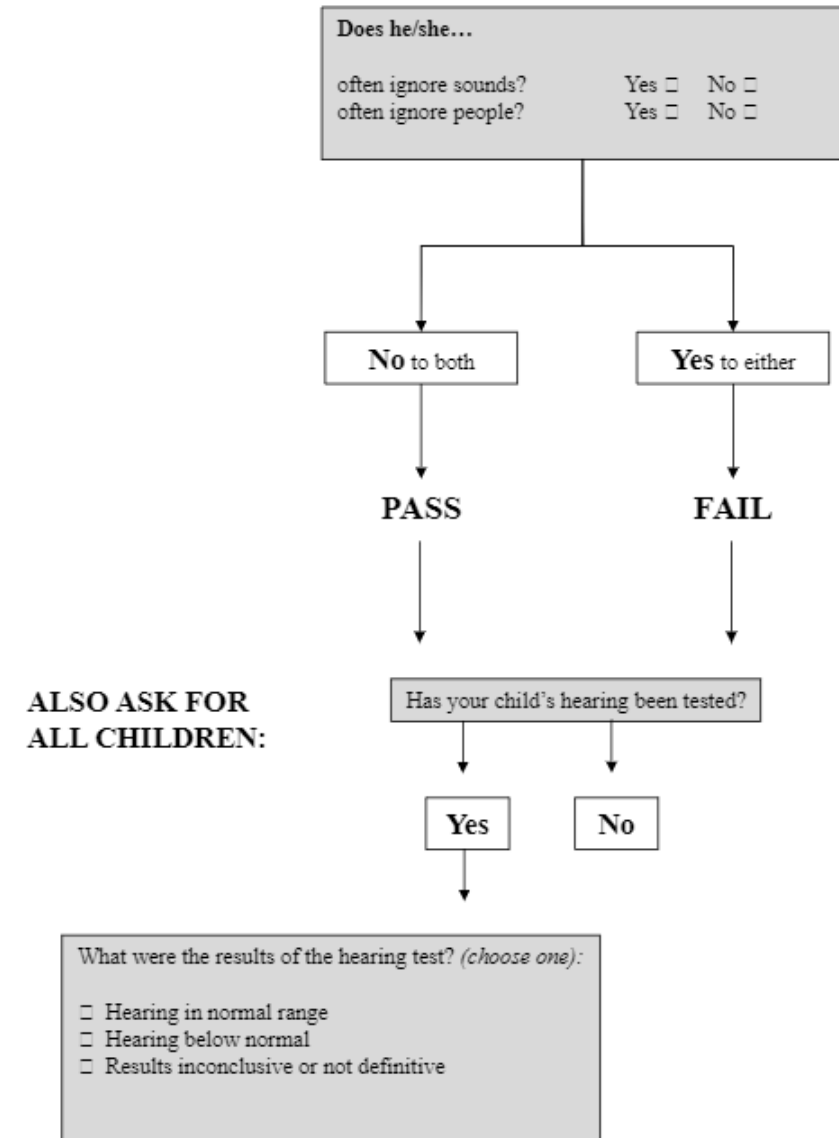 Does he/she…
often ignore sounds? Yes □ No □
often ignore people? Yes □ No □
No to both
Yes to either
PASS
FAIL
ALSO ASK FOR
ALL CHILDREN:
Has your child’s hearing been tested?
Yes
No
What were the results of the hearing test? (choose one):
□ Hearing in normal range
□ Hearing below normal
□ Results inconclusive or not definitive